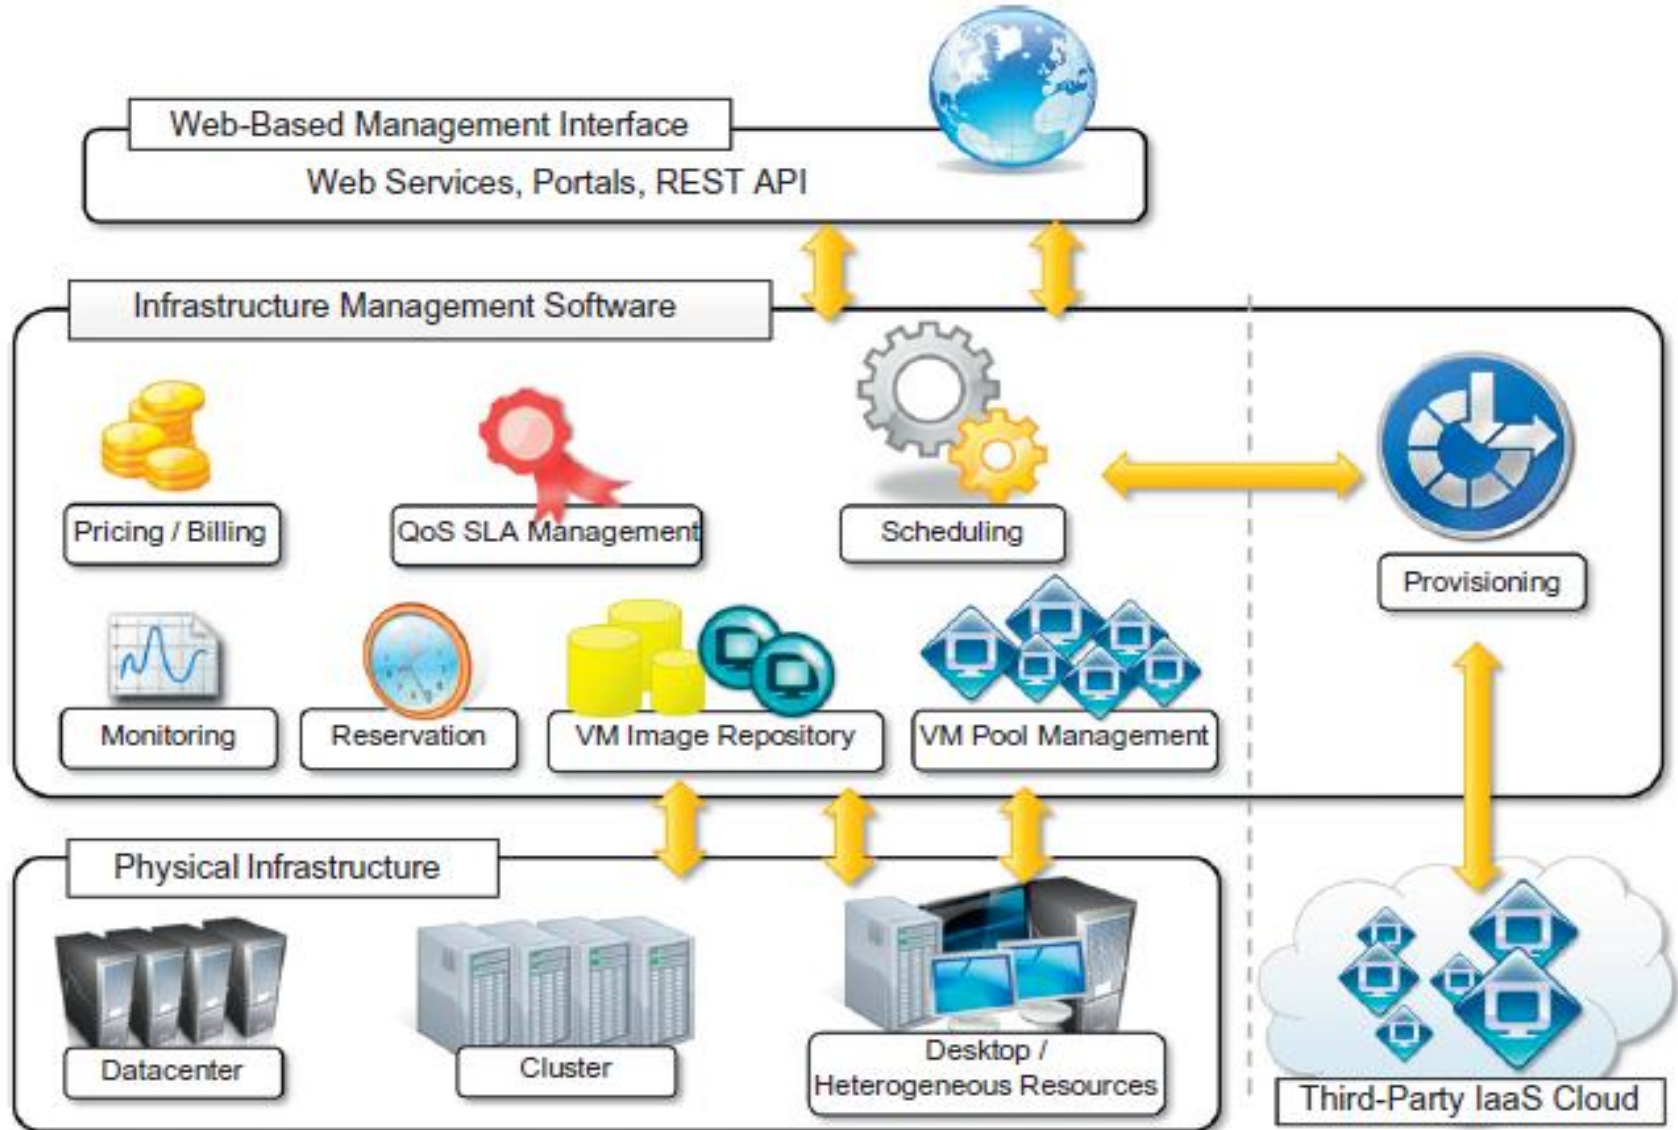 Web-Based Management Interface
Web Services, Portals, REST API
Infrastructure Management Software
Pricing / Billing
QoS SLA Management
Scheduling
Provisioning
Monitoring
Reservation
VM Image Repository
VM Pool Management
Physical Infrastructure
Datacenter
Cluster
Desktop /
Heterogeneous Resources
Third-Party IaaS Cloud